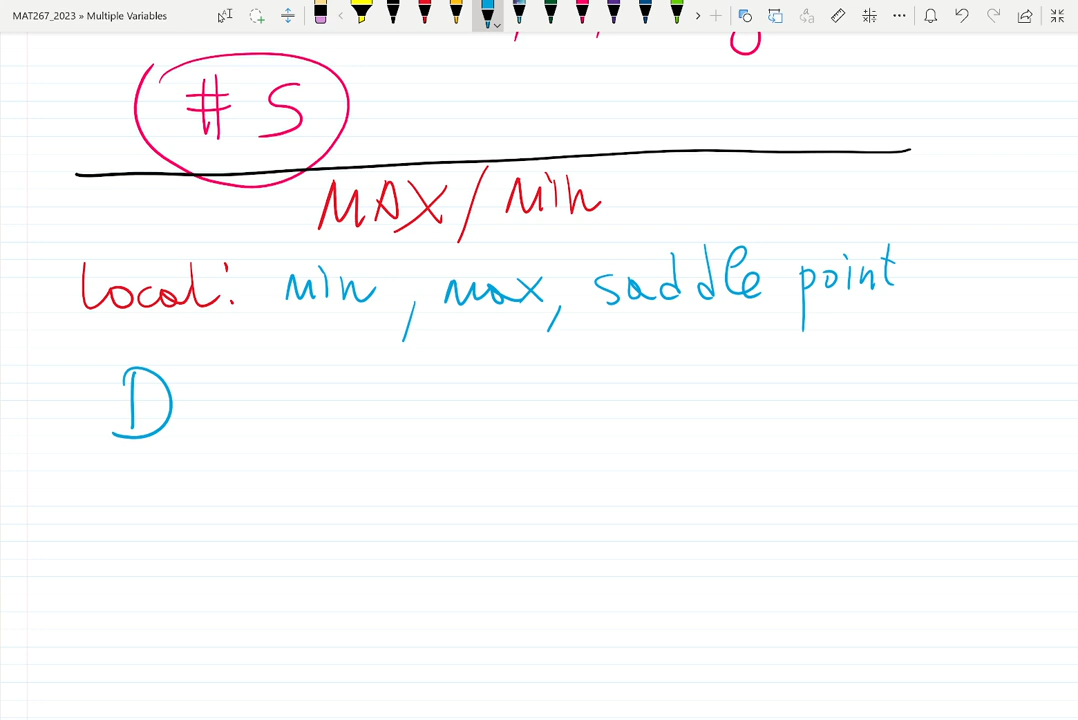 MAT267_2023 » Multiple Variables
# 5
MAX/Min
Local: min, max, saddle point
D